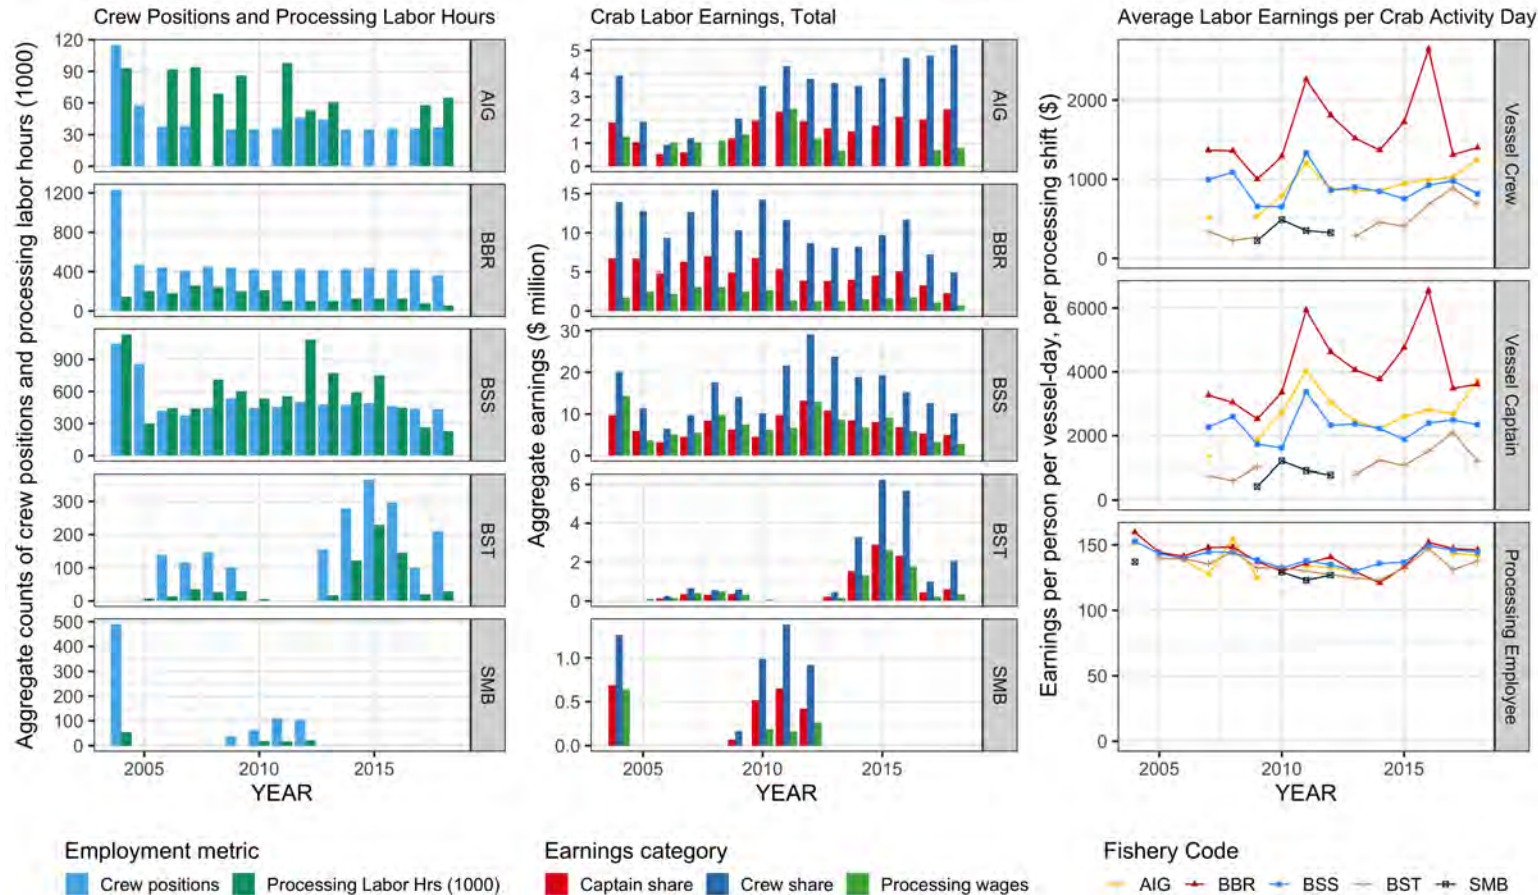 Crew Positions and Processing Labor Hours
Aggregate counts of crew positions and processing labor hours (1000)
120
90
60
30
0
AIG
1200
800
400
0
BBR
900
600
300
0
BSS
300
200
100
0
BST
500
400
300
200
100
0
SMB
2005 2010 2015
YEAR
Employment metric
Crew positions Processing Labor Hrs (1000)
Crab Labor Earnings, Total
Aggregate earnings ($ million)
5
4
3
2
1
0
AIG
15
10
5
0
BBR
30
20
10
0
BSS
6
4
2
0
BST
1.0
0.5
0.0
SMB
2005 2010 2015
YEAR
Earnings category
Captain share Crew share Processing wages
Average Labor Earnings per Crab Activity Day
Earnings per person per vessel-day, per processing shift ($)
2000
1000
0
Vessel Crew
6000
4000
2000
0
Vessel Captain
150
100
50
0
Processing Employee
2005 2010 2015
YEAR
Fishery Code
AIG BBR BSS BST SMB